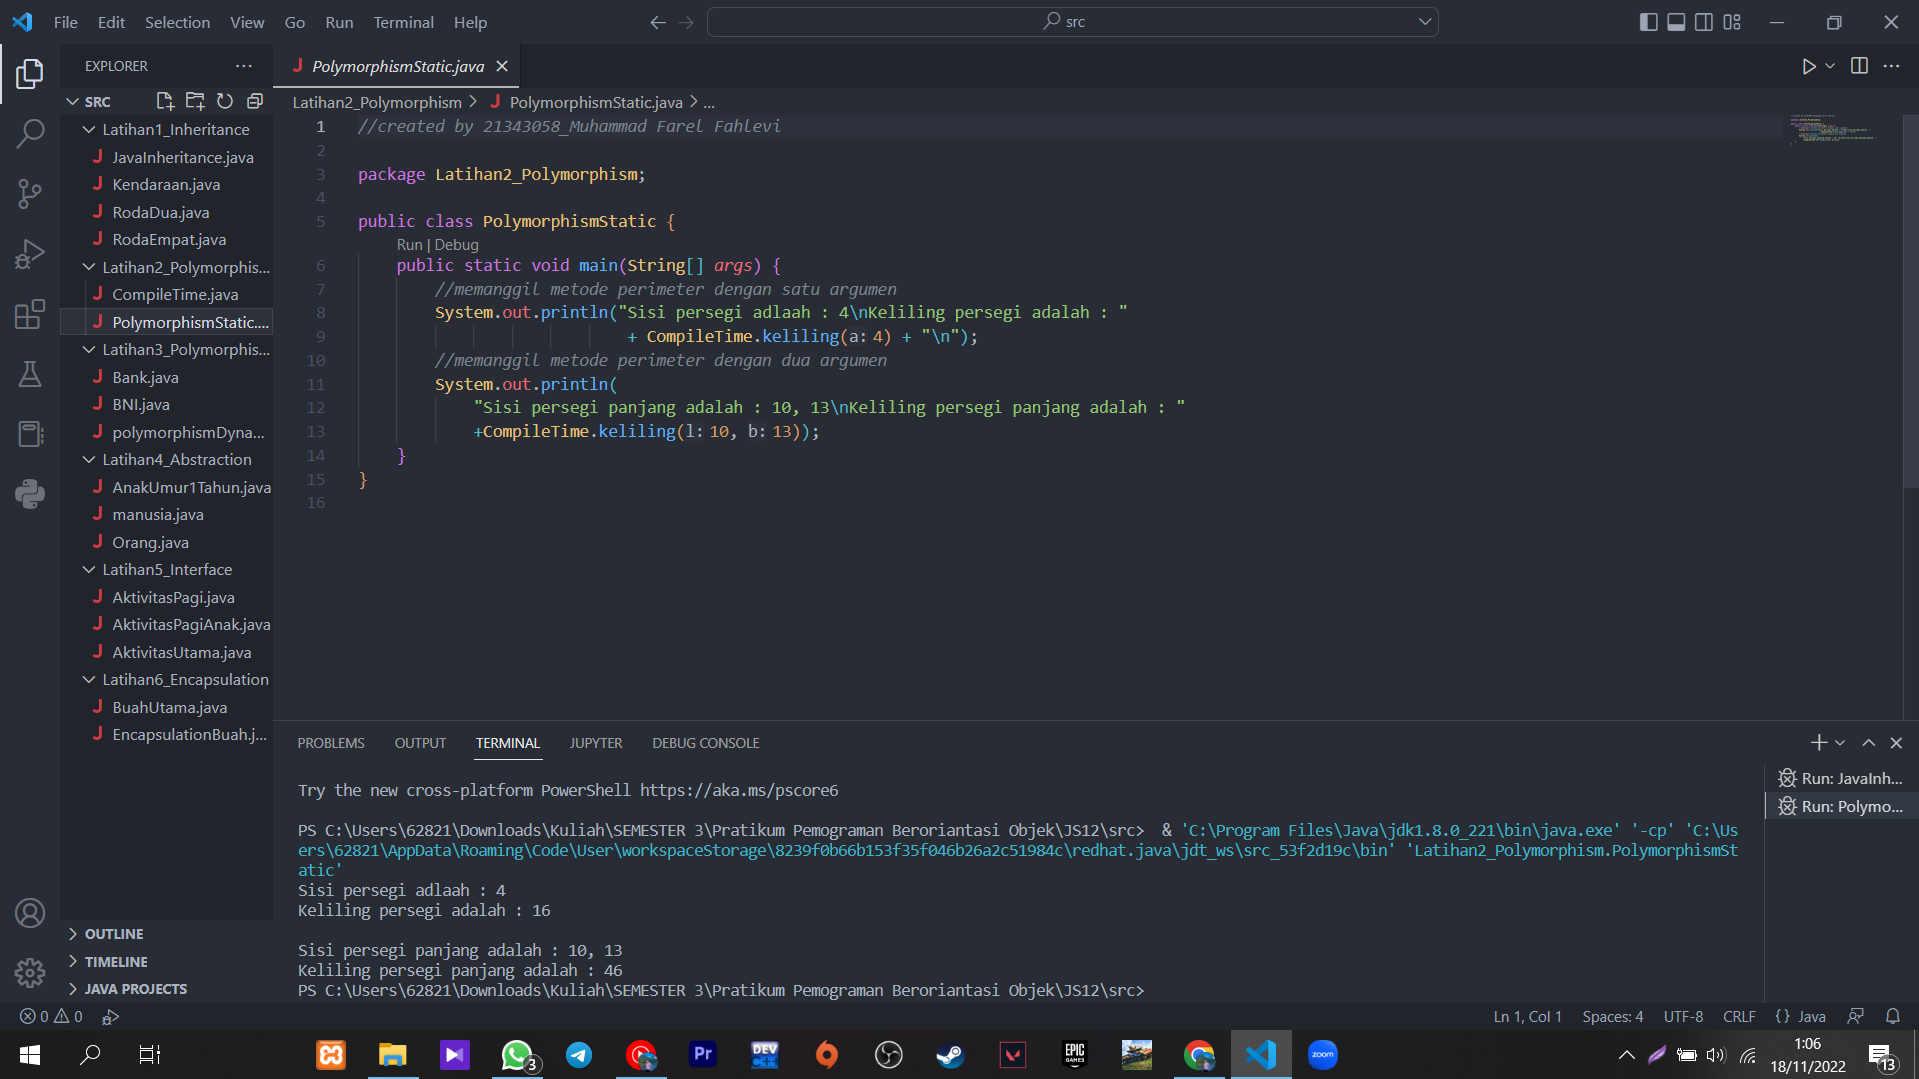 File Edit Selection View Go Run Terminal Help
src
EXPLORER
PolymorphismStatic.java
SRC
Latihan2_Polymorphism > PolymorphismStatic.java > ...
Latihan1_Inheritance
JavaInheritance.java
Kendaraan.java
RodaDua.java
RodaEmpat.java
Latihan2_Polymorphis...
CompileTime.java
PolymorphismStatic....
Latihan3_Polymorphis...
Bank.java
BNI.java
polymorphismDyna...
Latihan4_Abstraction
AnakUmur1Tahun.java
manusia.java
Orang.java
Latihan5_Interface
AktivitasPagi.java
AktivitasPagiAnak.java
AktivitasUtama.java
Latihan6_Encapsulation
BuahUtama.java
EncapsulationBuah.j...
OUTLINE
TIMELINE
JAVA PROJECTS
1 //created by 21343058_Muhammad Farel Fahlevi
2
3 package Latihan2_Polymorphism;
4
5 public class PolymorphismStatic {
Run | Debug
6 public static void main(String[] args) {
7 //memanggil metode perimeter dengan satu argumen
8 System.out.println("Sisi persegi adlaah : 4\nKeliling persegi adalah : "
9 + CompileTime.keliling(a: 4) + "\n");
10 //memanggil metode perimeter dengan dua argumen
11 System.out.println(
12 "Sisi persegi panjang adalah : 10, 13\nKeliling persegi panjang adalah : "
13 +CompileTime.keliling(l: 10, b: 13));
14 }
15 }
16
PROBLEMS OUTPUT TERMINAL JUPYTER DEBUG CONSOLE
Run: JavaInh...
Run: Polymo...
Try the new cross-platform PowerShell https://aka.ms/pscore6
PS C:\Users\62821\Downloads\Kuliah\SEMESTER 3\Pratikum Pemograman Beroriantasi Objek\JS12\src> & 'C:\Program Files\Java\jdk1.8.0_221\bin\java.exe' '-cp' 'C:\Us
ers\62821\AppData\Roaming\Code\User\workspaceStorage\8239f0b66b153f35f046b26a2c51984c\redhat.java\jdt_ws\src_53f2d19c\bin' 'Latihan2_Polymorphism.PolymorphismSt
atic'
Sisi persegi adlaah : 4
Keliling persegi adalah : 16
Sisi persegi panjang adalah : 10, 13
Keliling persegi panjang adalah : 46
PS C:\Users\62821\Downloads\Kuliah\SEMESTER 3\Pratikum Pemograman Beroriantasi Objek\JS12\src>
0 0
Ln 1, Col 1 Spaces: 4 UTF-8 CRLF {} Java
3
Pr
DEV C++
EPIC GAMES
zoom
1:06
18/11/2022
13